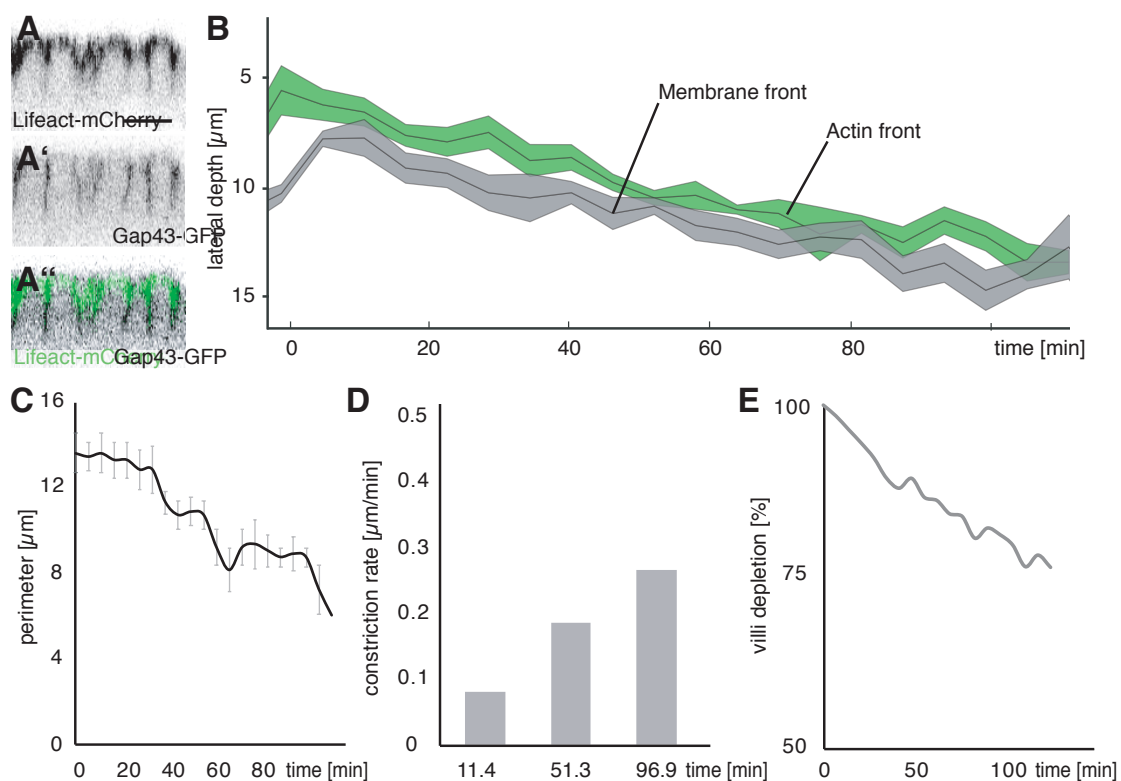 A
Lifeact-mCherry
A'
Gap43-GFP
A"
Lifeact-mCherry Gap43-GFP
B
lateral depth [µm]
5
10
15
Membrane front
Actin front
0 20 40 60 80 time [min]
C
perimeter [µm]
16
12
8
4
0
0 20 40 60 80 time [min]
D
constriction rate [µm/min]
0.5
0.4
0.3
0.2
0.1
0
11.4 51.3 96.9 time [min]
E
villi depletion [%]
100
75
50
0 50 100 time [min]